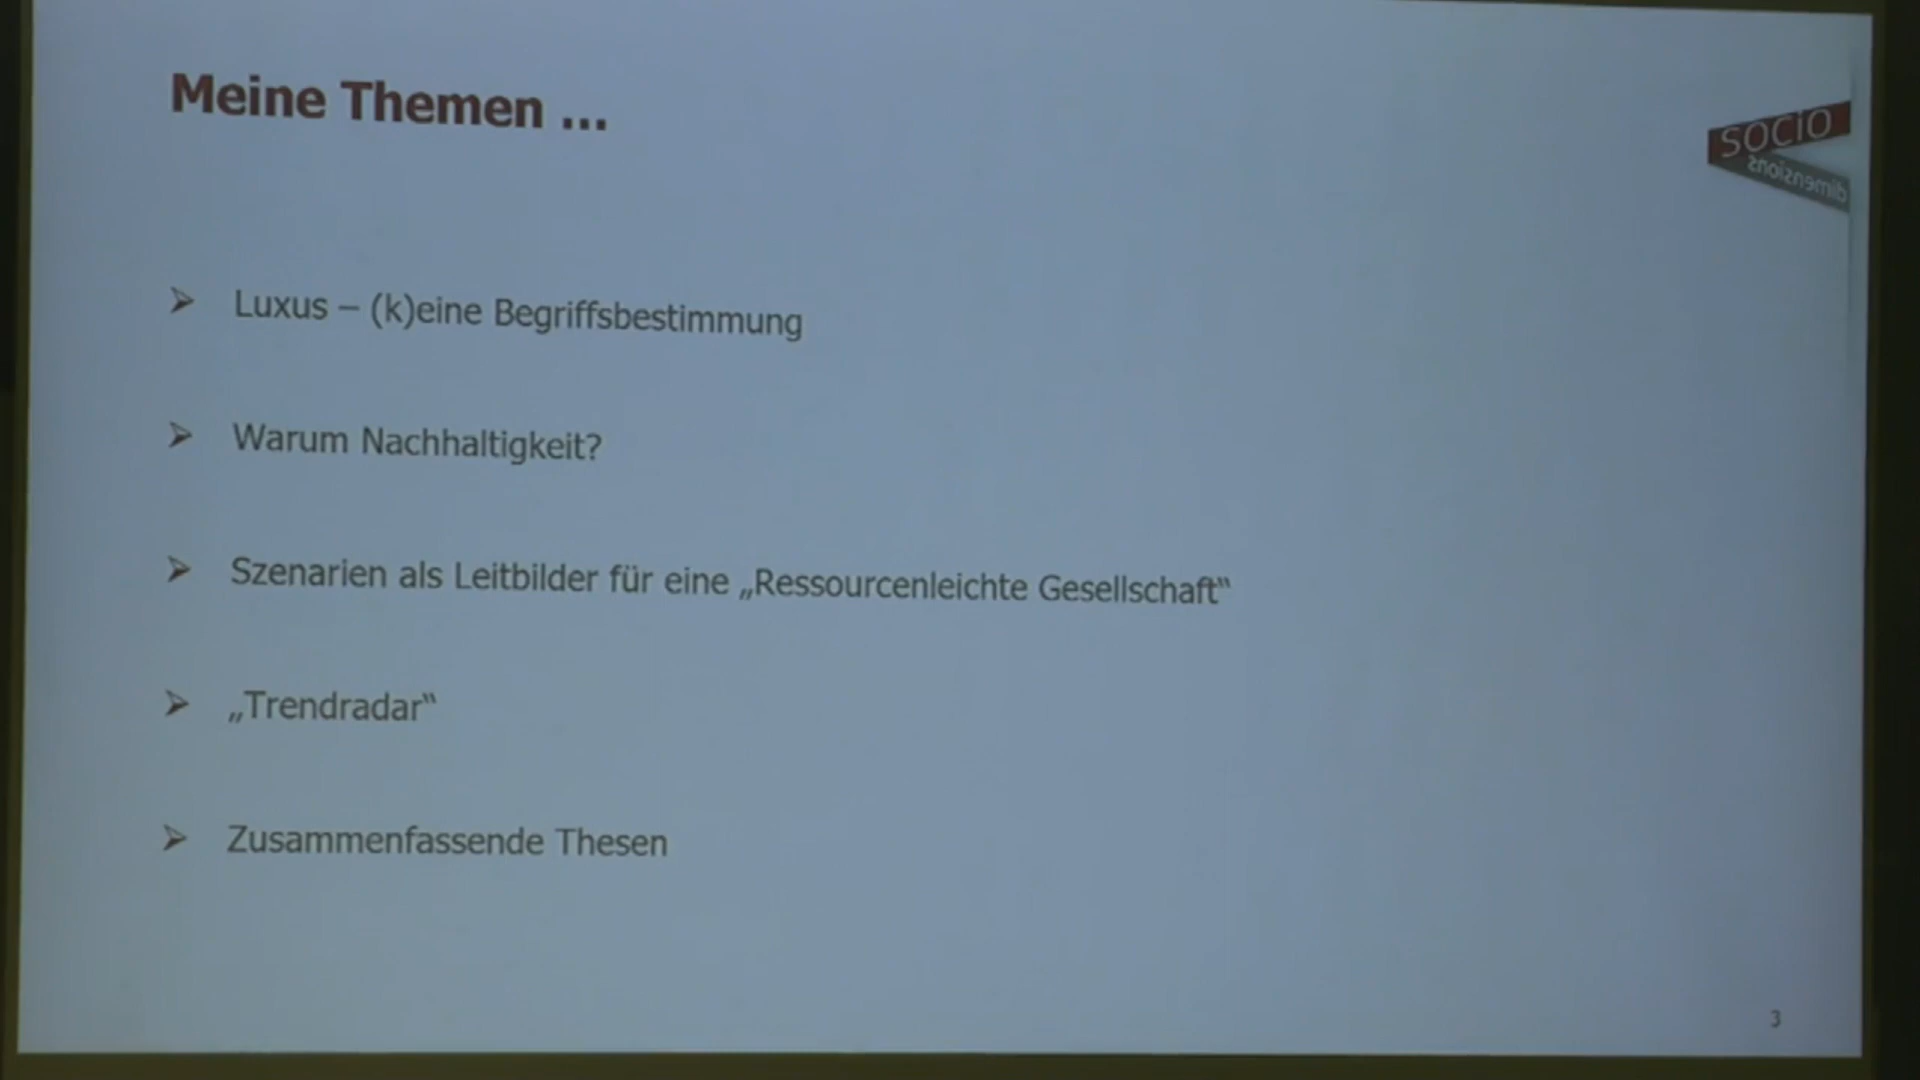 Meine Themen ...
SOCiO
dimensions
➢ Luxus – (k)eine Begriffsbestimmung
➢ Warum Nachhaltigkeit?
➢ Szenarien als Leitbilder für eine „Ressourcenleichte Gesellschaft“
➢ „Trendradar“
➢ Zusammenfassende Thesen
3